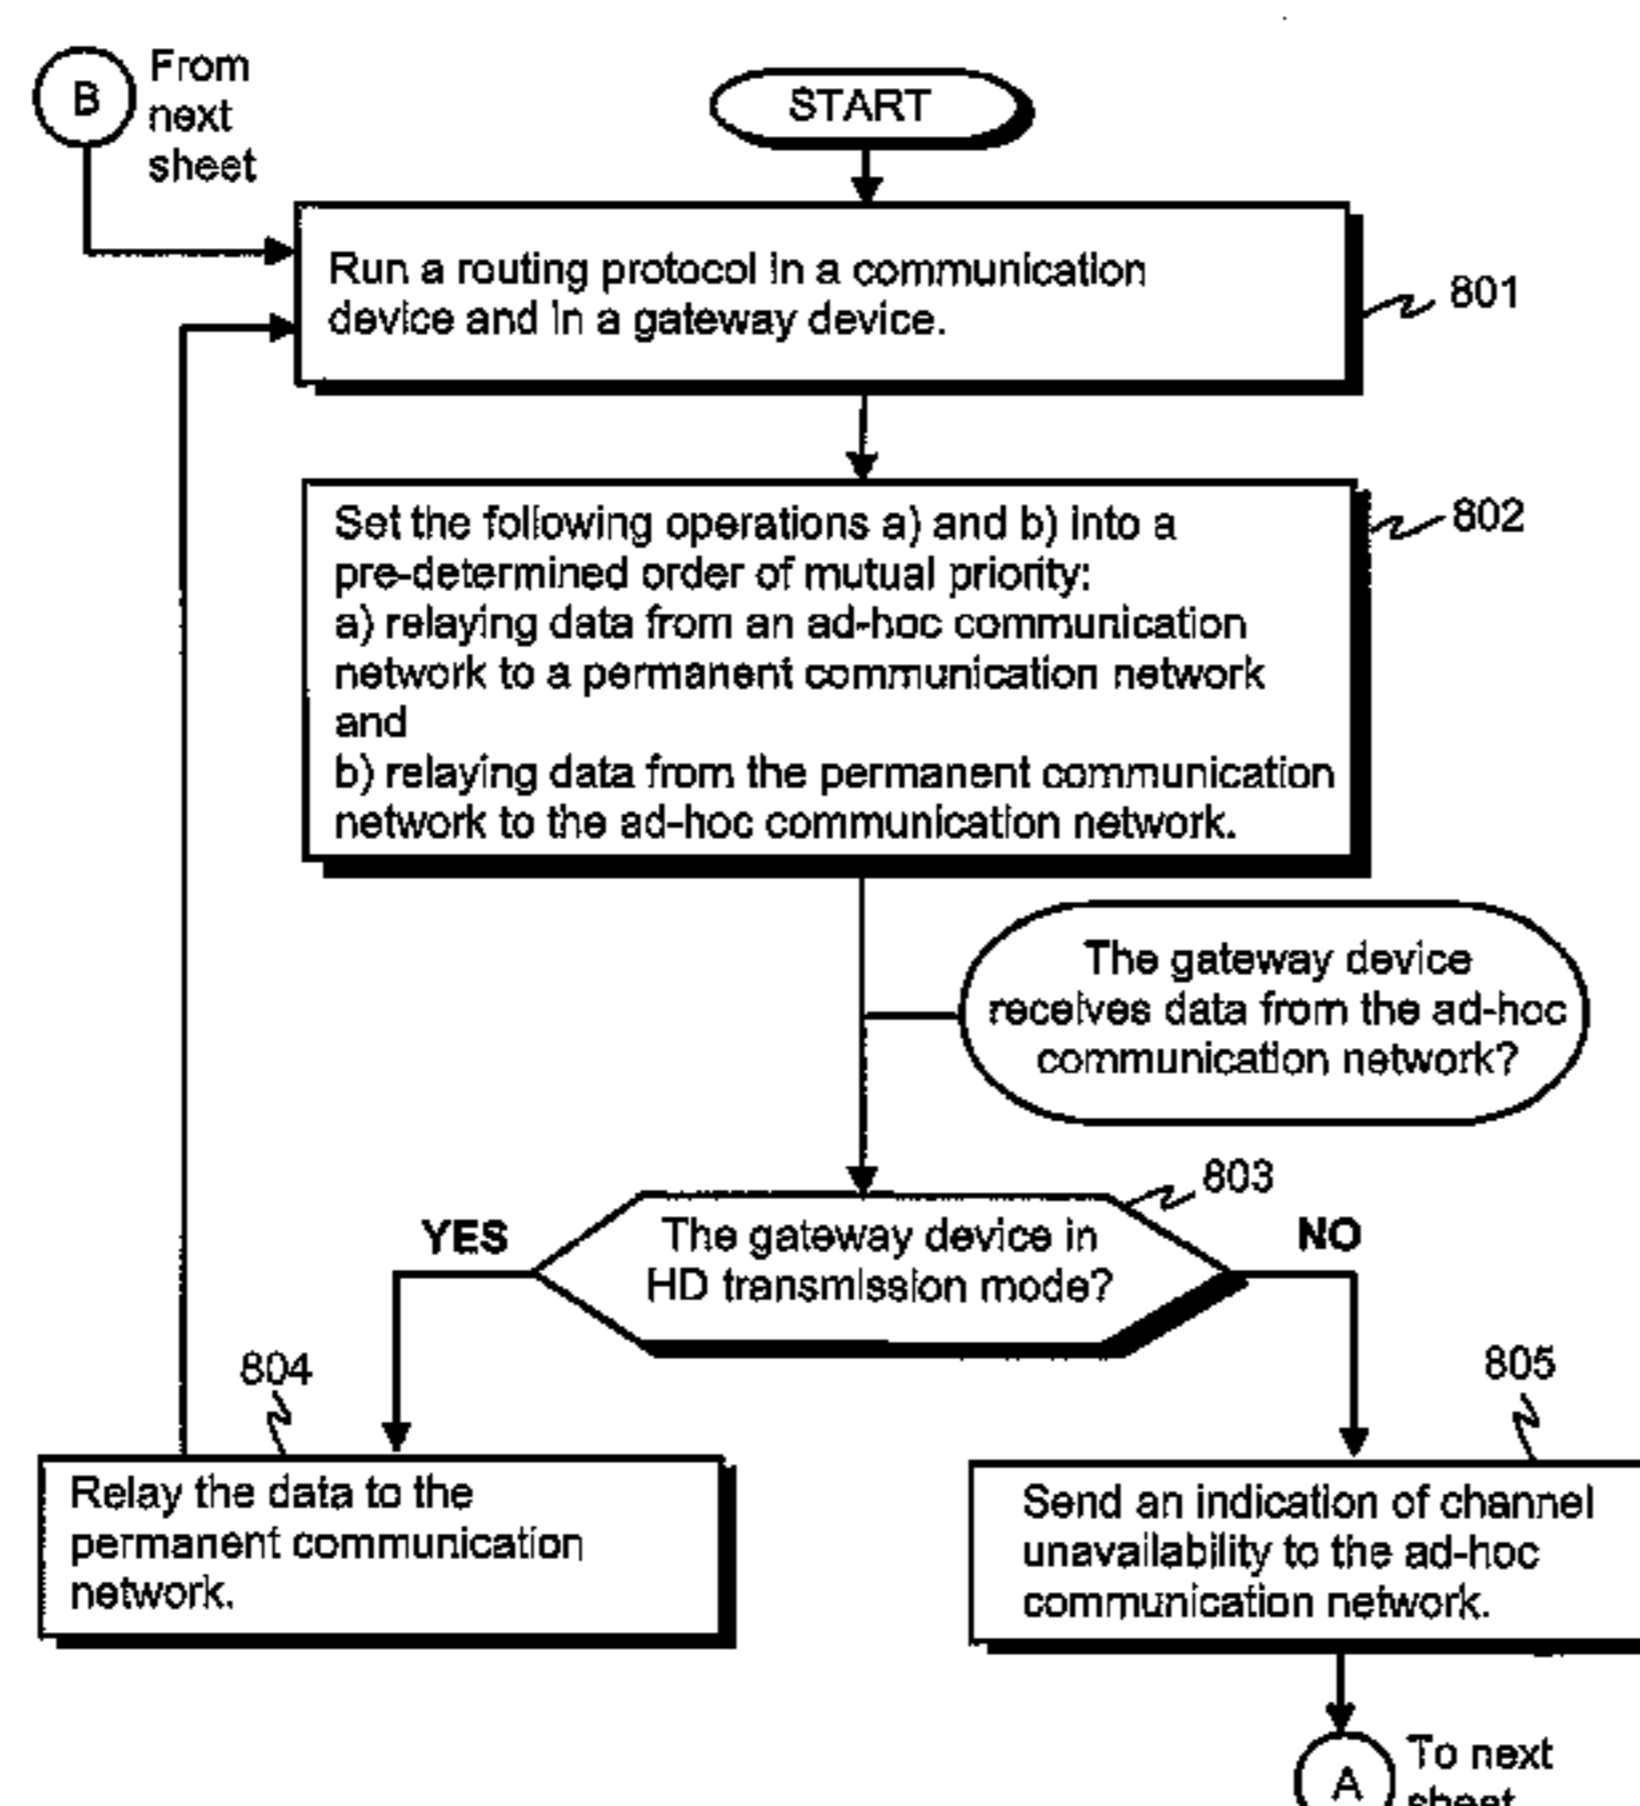 B
From
next
sheet
START
Run a routing protocol in a communication
device and in a gateway device.
801
Set the following operations a) and b) into a
pre-determined order of mutual priority:
a) relaying data from an ad-hoc communication
network to a permanent communication network
and
b) relaying data from the permanent communication
network to the ad-hoc communication network.
802
The gateway device
receives data from the ad-hoc
communication network?
803
The gateway device in
HD transmission mode?
YES
NO
804
Relay the data to the
permanent communication
network.
805
Send an indication of channel
unavailability to the ad-hoc
communication network.
A
To next
sheet